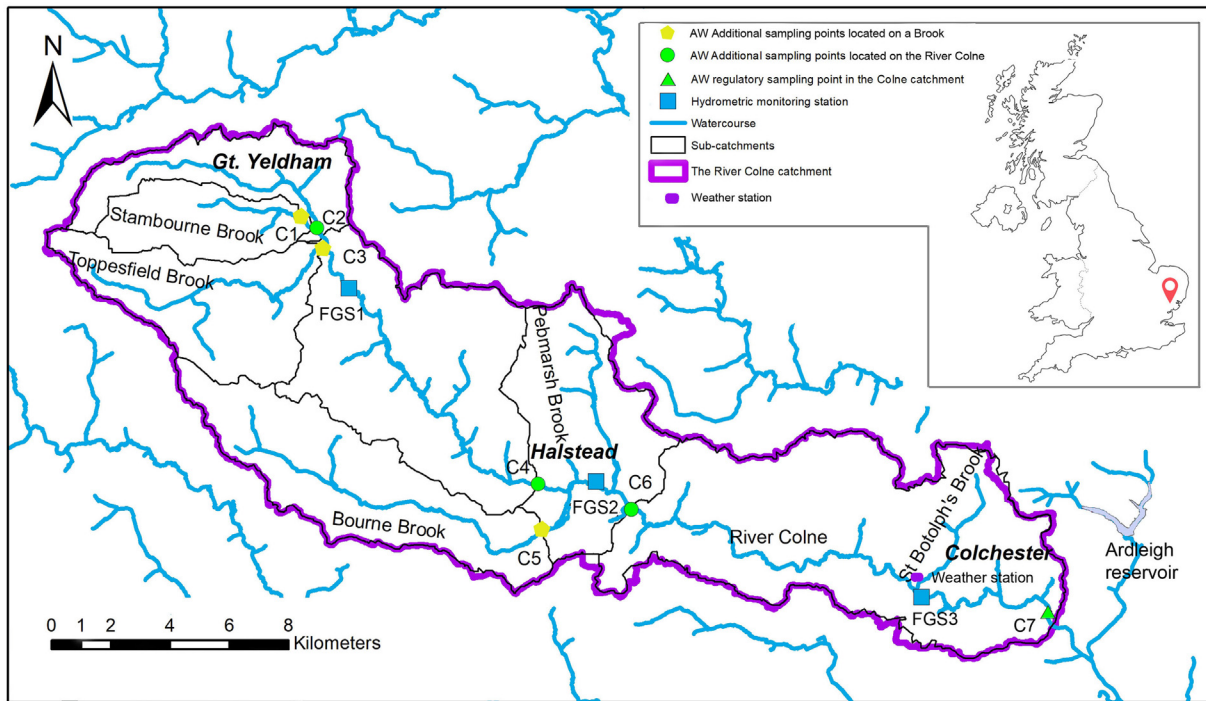 N
AW Additional sampling points located on a Brook
AW Additional sampling points located on the River Colne
AW regulatory sampling point in the Colne catchment
Hydrometric monitoring station
Watercourse
Sub-catchments
The River Colne catchment
Weather station
Gt. Yeldham
Stambourne Brook
C1
C2
C3
Toppesfield Brook
FGS1
Pebmarsh Brook
Halstead
C4
FGS2
C6
C5
Bourne Brook
River Colne
St Botolph's Brook
Colchester
Weather station
FGS3
C7
Ardleigh
reservoir
0 1 2 4 6 8
Kilometers